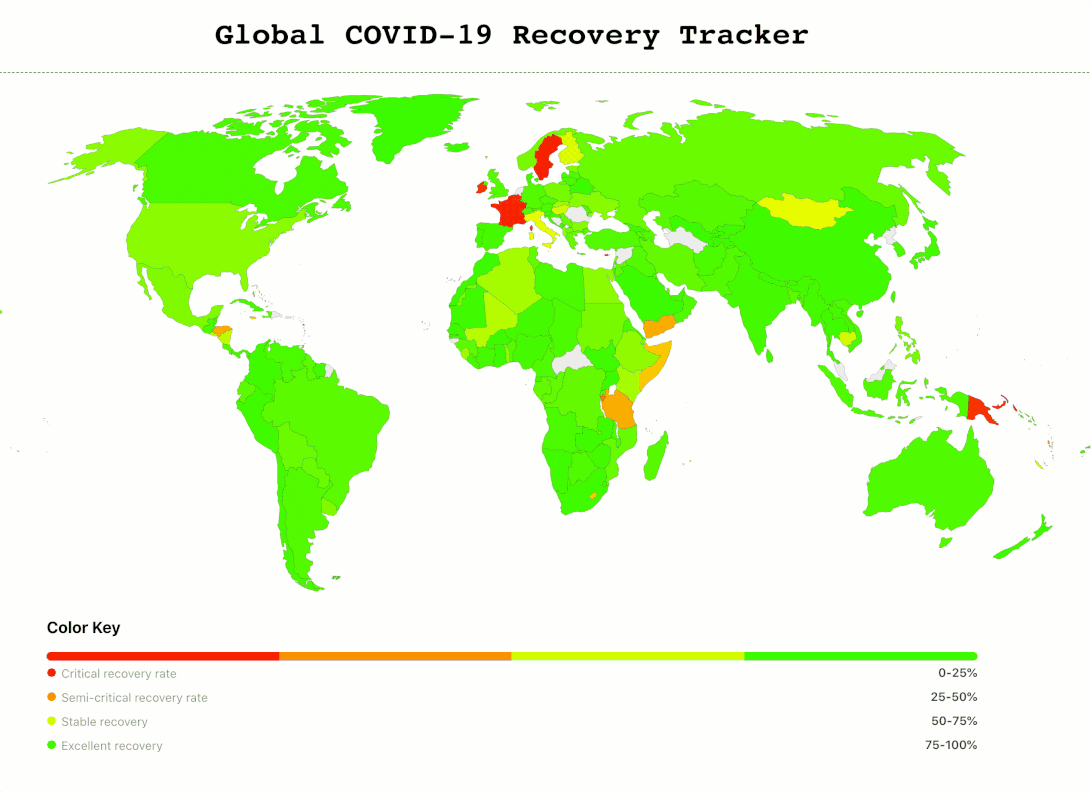 Global COVID-19 Recovery Tracker
Color Key
Critical recovery rate 0-25%
Semi-critical recovery rate 25-50%
Stable recovery 50-75%
Excellent recovery 75-100%